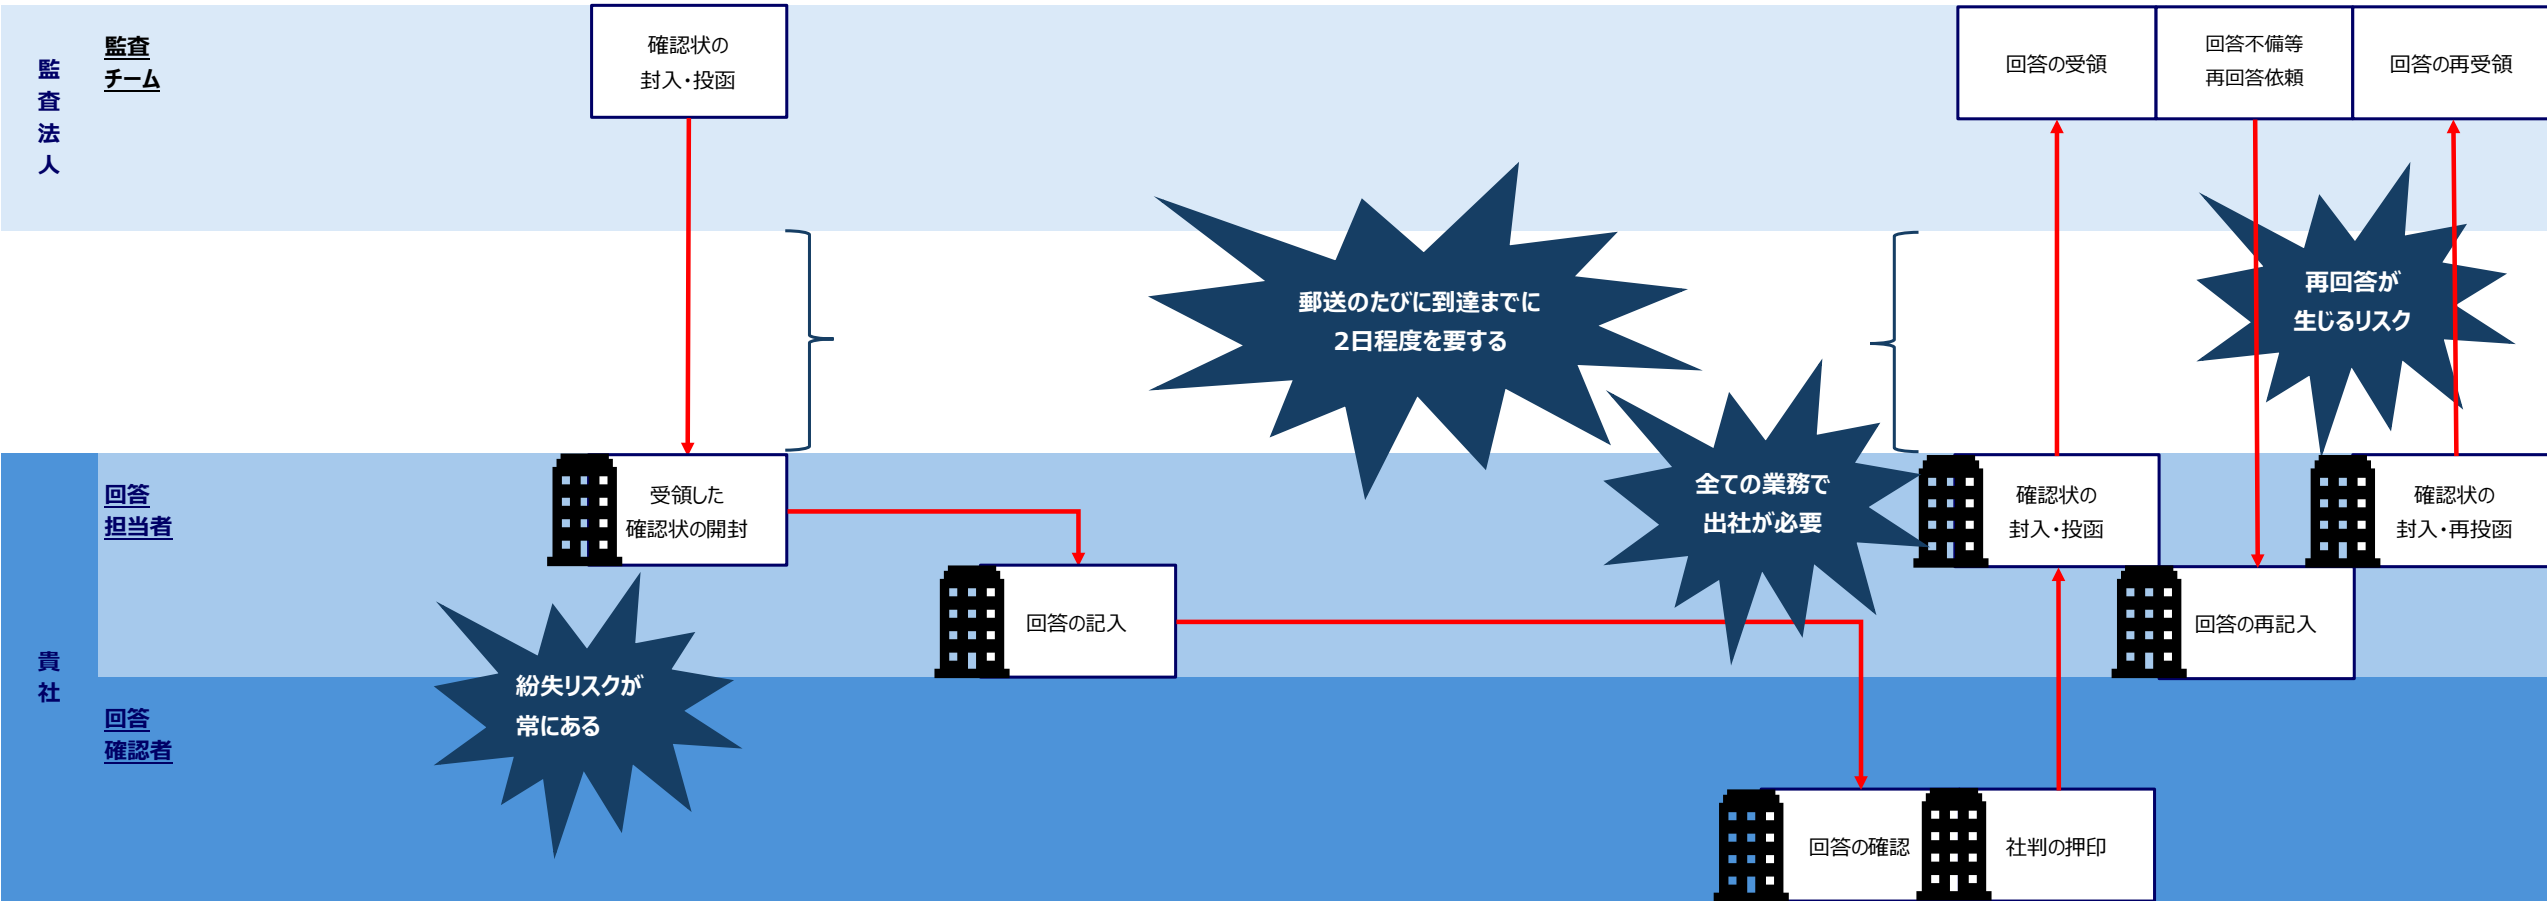 監
査
法
人
監査
チーム
確認状の
封入・投函
回答の受領
回答不備等
再回答依頼
回答の再受領
郵送のたびに到達までに
2日程度を要する
再回答が
生じるリスク
貴
社
回答
担当者
受領した
確認状の開封
全ての業務で
出社が必要
確認状の
封入・投函
確認状の
封入・再投函
回答の記入
回答の再記入
紛失リスクが
常にある
回答
確認者
回答の確認
社判の押印